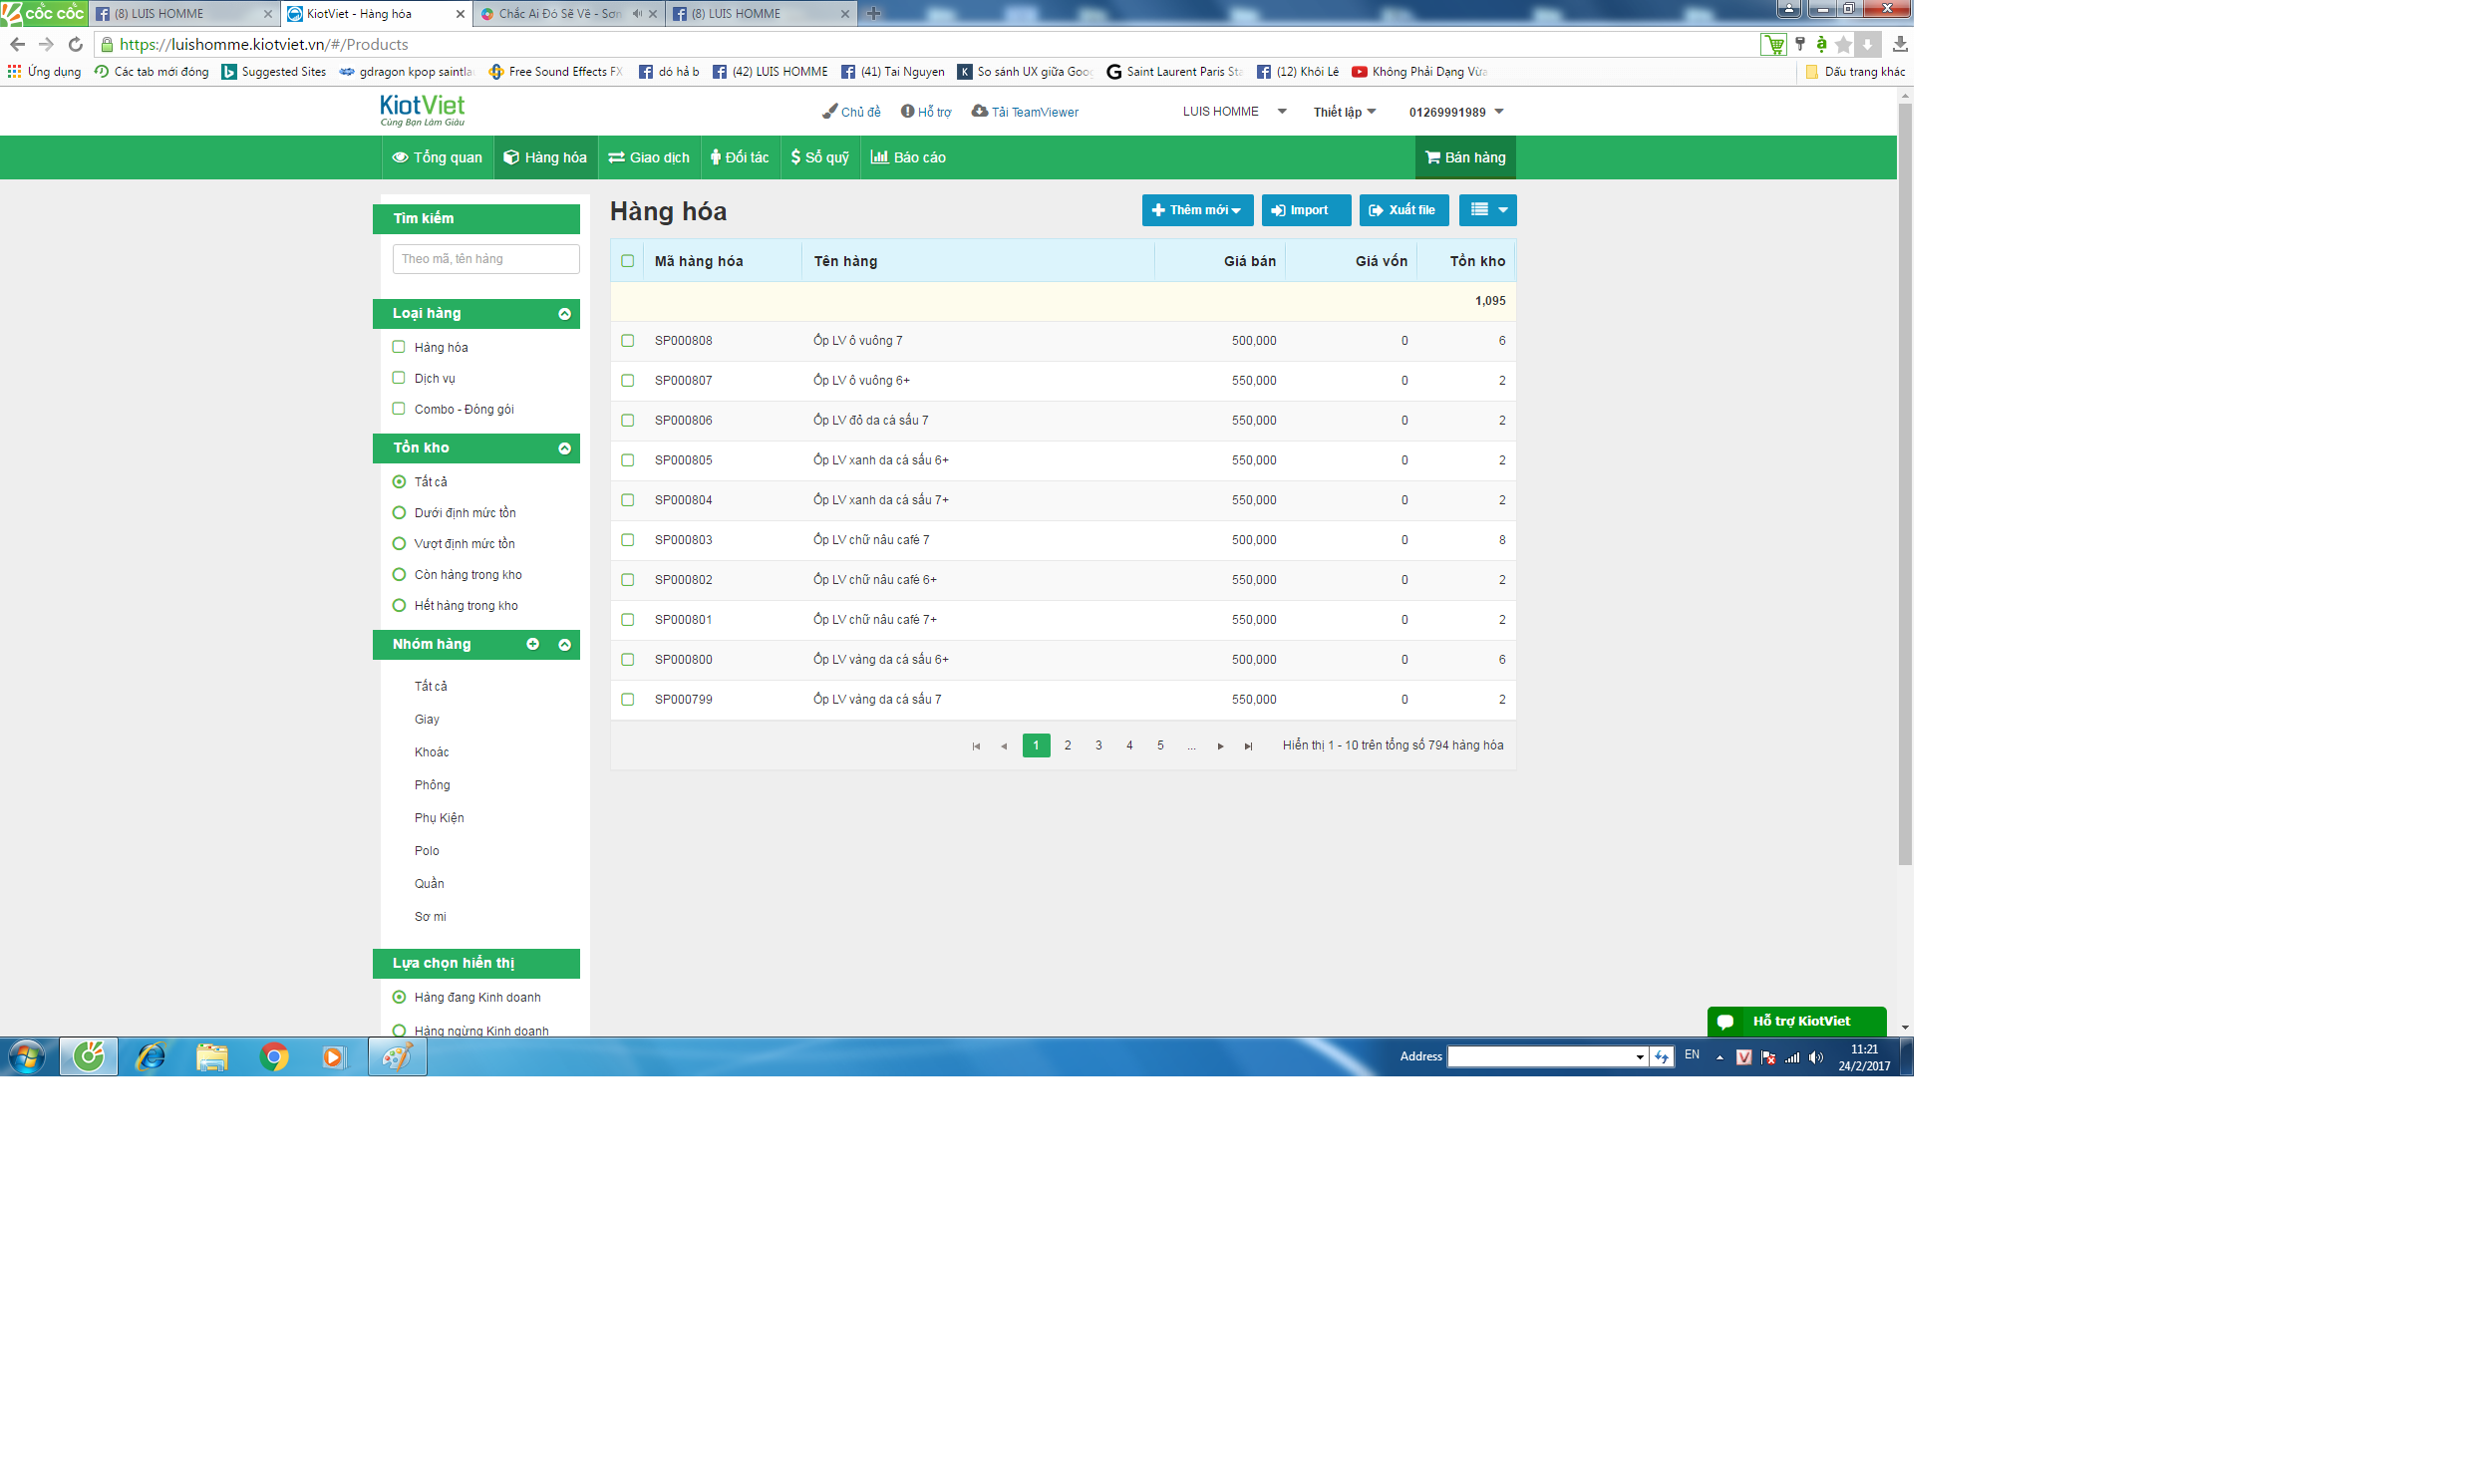 cốc cốc (8) LUIS HOMME KiotViet - Hàng hóa Chắc Ai Đó Sẽ Về - Sơn (8) LUIS HOMME
https://luishomme.kiotviet.vn/#/Products
Ứng dụng Các tab mới đóng Suggested Sites gdragon kpop saintlau Free Sound Effects FX dó hả b (42) LUIS HOMME (41) Tai Nguyen So sánh UX giữa Goog Saint Laurent Paris Sta (12) Khôi Lê Không Phải Dạng Vừa Dấu trang khác
KiotViet
Cùng Bạn Làm Giàu
Chủ đề Hỗ trợ Tải TeamViewer LUIS HOMME Thiết lập 01269991989
Tổng quan Hàng hóa Giao dịch Đối tác Sổ quỹ Báo cáo Bán hàng
Tìm kiếm
Theo mã, tên hàng
Loại hàng
Hàng hóa
Dịch vụ
Combo - Đóng gói
Tồn kho
Tất cả
Dưới định mức tồn
Vượt định mức tồn
Còn hàng trong kho
Hết hàng trong kho
Nhóm hàng
Tất cả
Giay
Khoác
Phông
Phụ Kiện
Polo
Quần
Sơ mi
Lựa chọn hiển thị
Hàng đang Kinh doanh
Hàng ngừng Kinh doanh
Hàng hóa Thêm mới Import Xuất file
Mã hàng hóa Tên hàng Giá bán Giá vốn Tồn kho
1,095
SP000808 Ốp LV ô vuông 7 500,000 0 6
SP000807 Ốp LV ô vuông 6+ 550,000 0 2
SP000806 Ốp LV đỏ da cá sấu 7 550,000 0 2
SP000805 Ốp LV xanh da cá sấu 6+ 550,000 0 2
SP000804 Ốp LV xanh da cá sấu 7+ 550,000 0 2
SP000803 Ốp LV chữ nâu café 7 500,000 0 8
SP000802 Ốp LV chữ nâu café 6+ 550,000 0 2
SP000801 Ốp LV chữ nâu café 7+ 550,000 0 2
SP000800 Ốp LV vàng da cá sấu 6+ 500,000 0 6
SP000799 Ốp LV vàng da cá sấu 7 550,000 0 2
1 2 3 4 5 ... Hiển thị 1 - 10 trên tổng số 794 hàng hóa
Hỗ trợ KiotViet
Address EN 11:21
24/2/2017